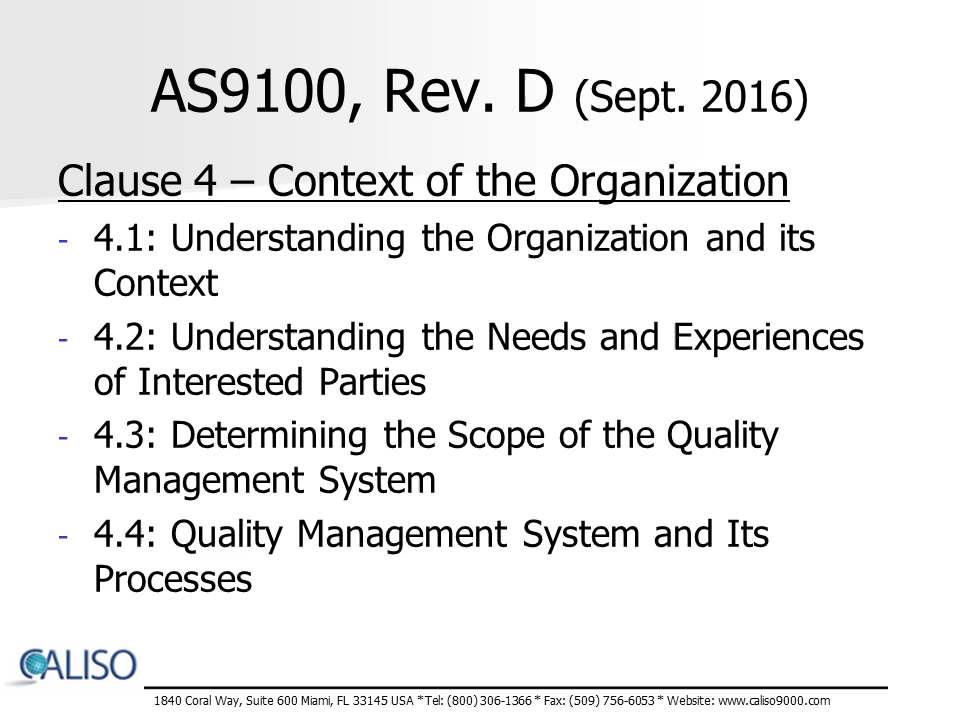 AS9100, Rev. D (Sept. 2016)
Clause 4 – Context of the Organization
- 4.1: Understanding the Organization and its
Context
- 4.2: Understanding the Needs and Experiences
of Interested Parties
- 4.3: Determining the Scope of the Quality
Management System
- 4.4: Quality Management System and Its
Processes
CALISO
1840 Coral Way, Suite 600 Miami, FL 33145 USA *Tel: (800) 306-1366 * Fax: (509) 756-6053 * Website: www.caliso9000.com